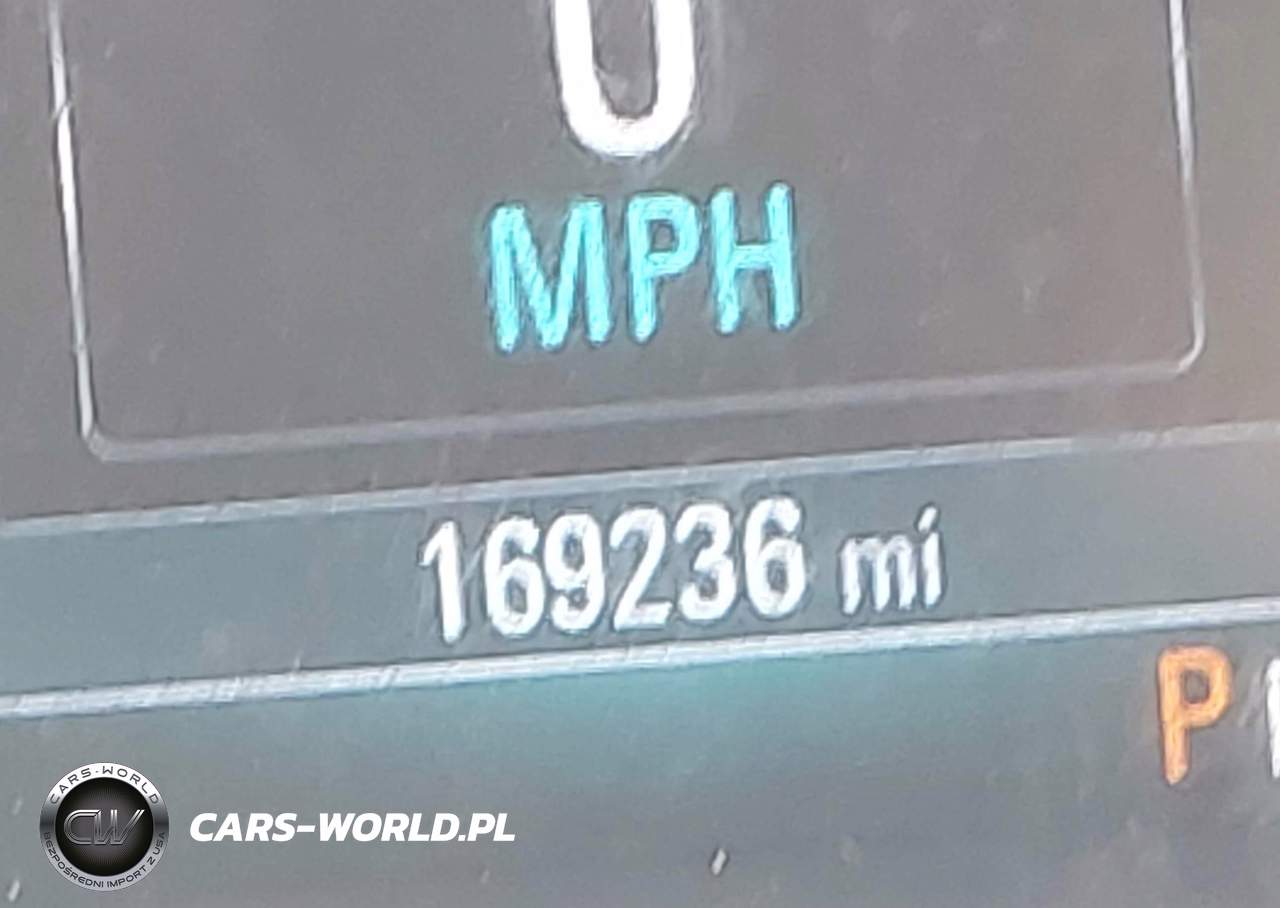 0
MPH
169236 mi
P
CARS-WORLD
CW
BEZPOŚREDNI IMPORT Z USA
CARS-WORLD.PL